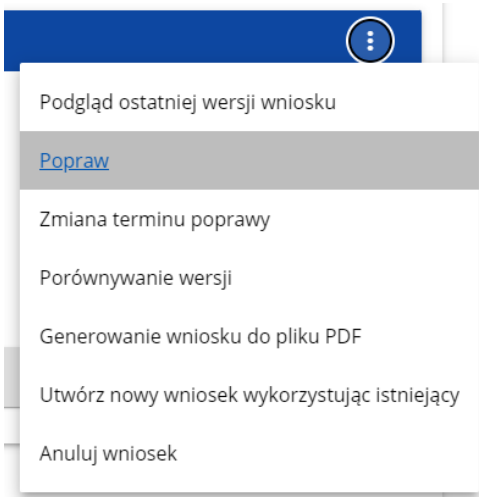 Podgląd ostatniej wersji wniosku
Popraw
Zmiana terminu poprawy
Porównywanie wersji
Generowanie wniosku do pliku PDF
Utwórz nowy wniosek wykorzystując istniejący
Anuluj wniosek